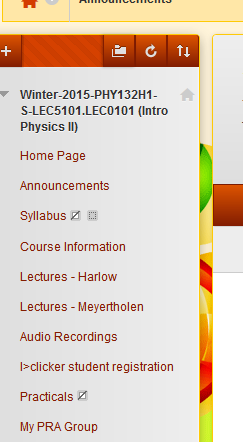 Announcements
Winter-2015-PHY132H1-
S-LEC5101.LEC0101 (Intro
Physics II)
Home Page
Announcements
Syllabus
Course Information
Lectures - Harlow
Lectures - Meyertholen
Audio Recordings
I>clicker student registration
Practicals
My PRA Group